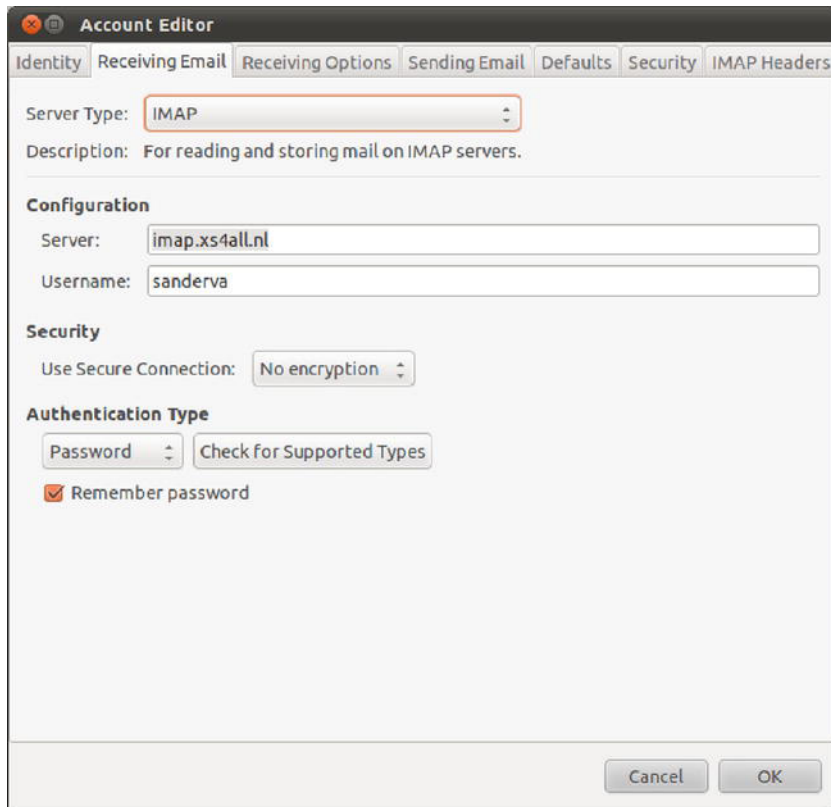 Account Editor
Identity Receiving Email Receiving Options Sending Email Defaults Security IMAP Headers
Server Type: IMAP
Description: For reading and storing mail on IMAP servers.
Configuration
Server: imap.xs4all.nl
Username: sanderva
Security
Use Secure Connection: No encryption
Authentication Type
Password Check for Supported Types
Remember password
Cancel OK